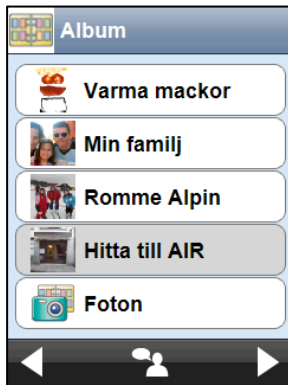 Album
Varma mackor
Min familj
Romme Alpin
Hitta till AIR
Foton